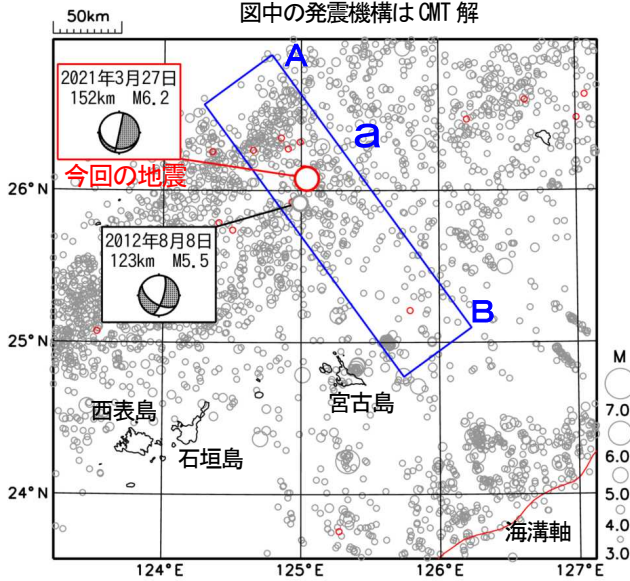 50km
図中の発震機構は CMT 解
A
2021年3月27日
152km M6.2
a
今回の地震
26°N
2012年8月8日
123km M5.5
B
25°N
M
宮古島
西表島
7.0
石垣島
6.0
5.0
24°N
海溝軸
4.0
3.0
124°E
125°E
126°E
127°E